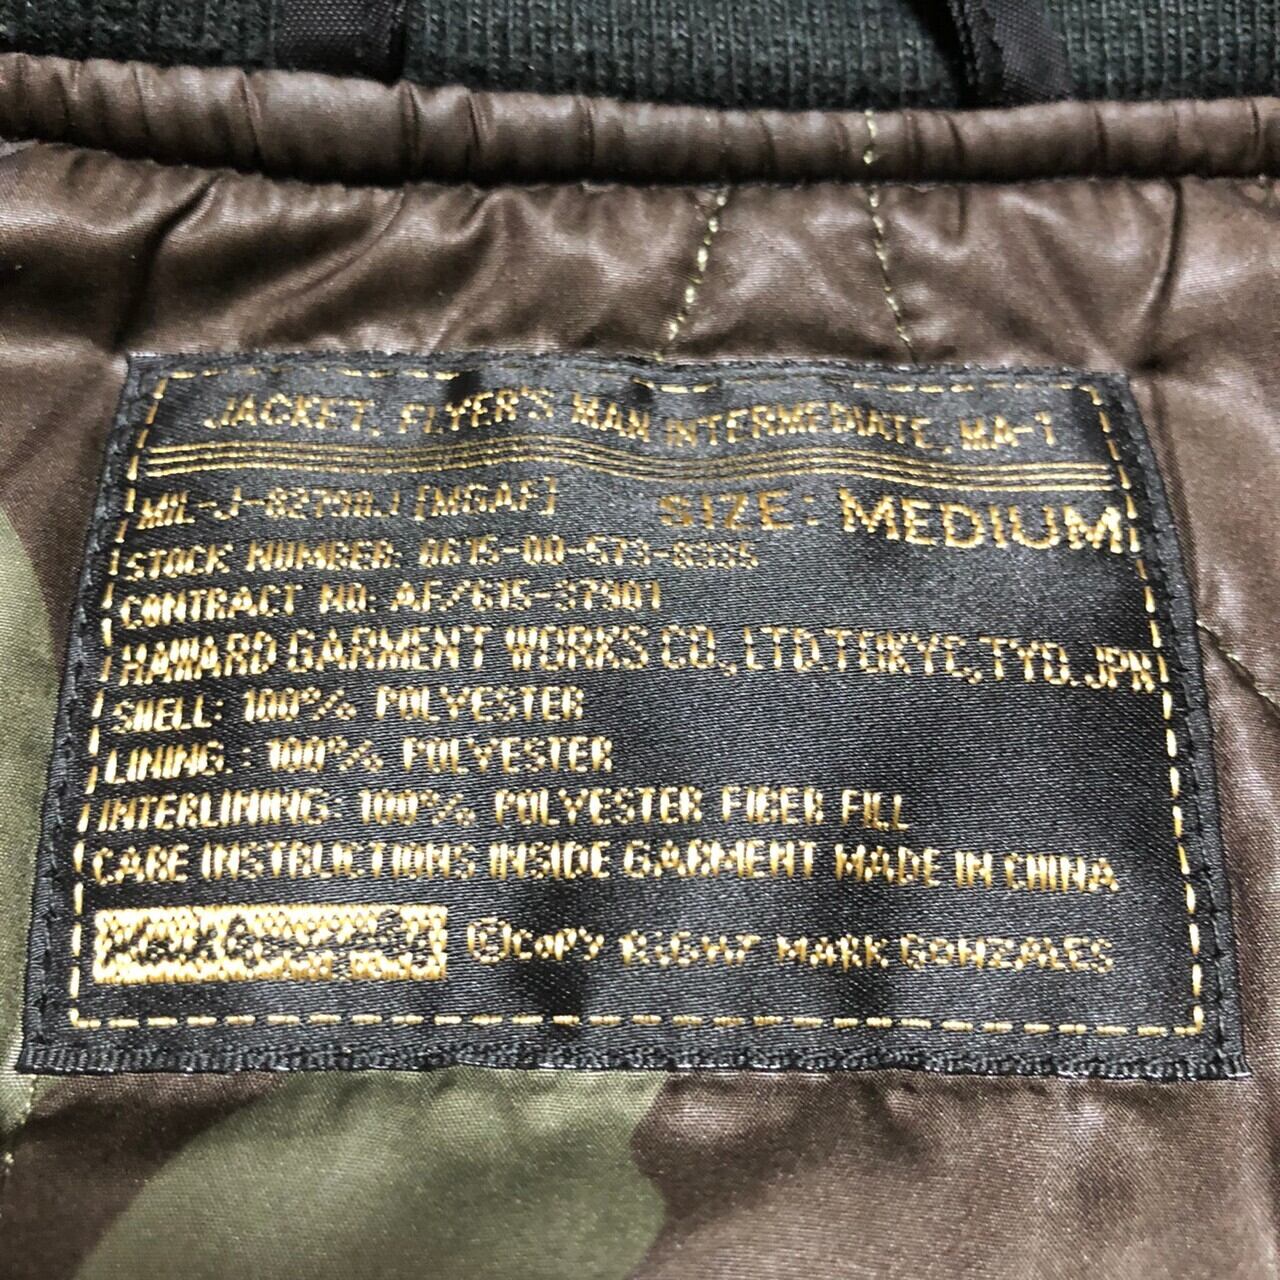 JACKET, FLYER'S MAN INTERMEDIATE, MA-1
MIL-J-82790J [MGAF] SIZE: MEDIUM
STOCK NUMBER: 0615-00-573-8335
CONTRACT NO: AF/615-37901
HAWARD GARMENT WORKS CO., LTD. TOKYO, TYO. JPN
SHELL: 100% POLYESTER
LINING.: 100% POLYESTER
INTERLINING: 100% POLYESTER FIBER FILL
CARE INSTRUCTIONS INSIDE GARMENT MADE IN CHINA
©COPY RIGHT MARK GONZALES